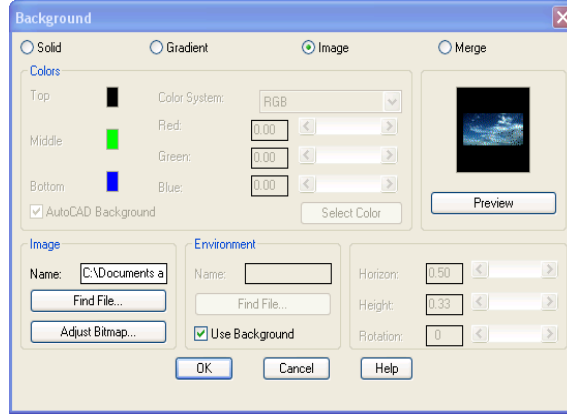 Background
Solid Gradient Image Merge
Colors
Top Color System: RGB
Red: 0.00
Middle
Green: 0.00
Bottom Blue: 0.00
AutoCAD Background Select Color
Preview
Image
Name: C:\Documents a
Find File...
Adjust Bitmap...
Environment
Name:
Find File...
Use Background
Horizon: 0.50
Height: 0.33
Rotation: 0
OK Cancel Help